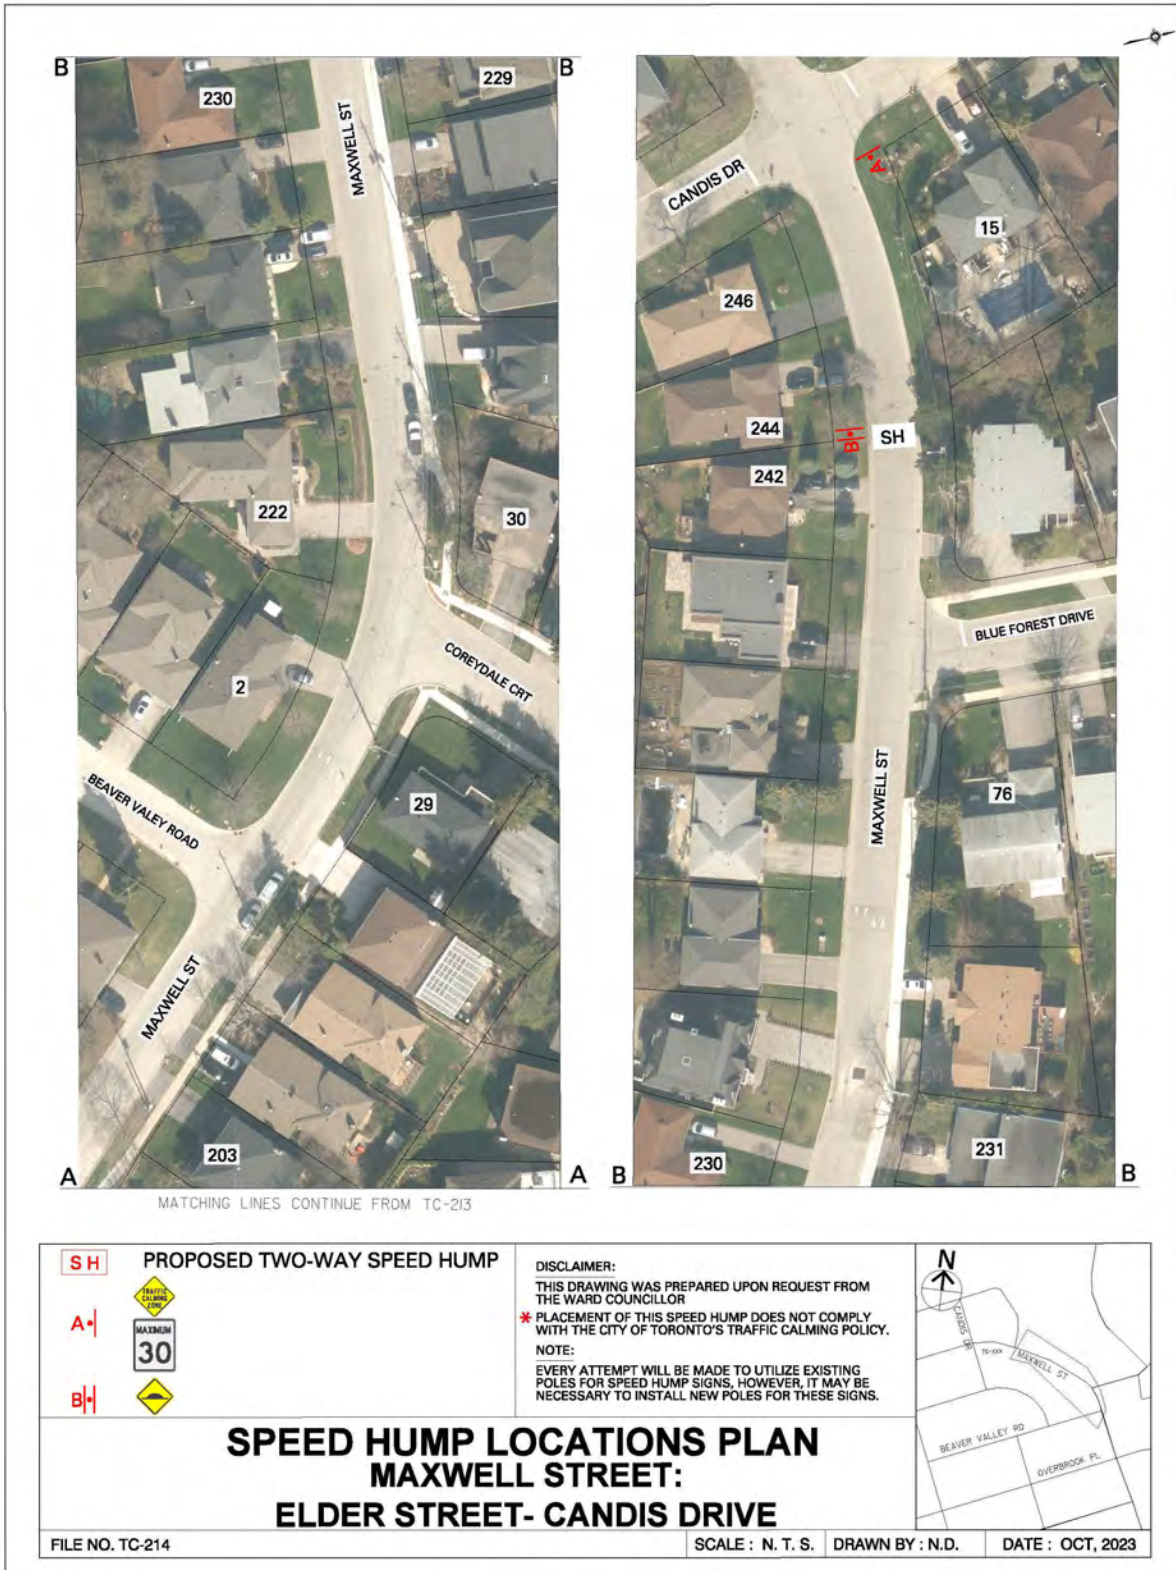 B
B
230
229
MAXWELL ST
222
30
2
COREYDALE CRT
BEAVER VALEY ROAD
29
MAXWELL ST
203
A
A
CANDIS DR
A
15
246
244
B
SH
242
BLUE FOREST DRIVE
76
MAXWELL ST
230
231
B
B
MATCHING LINES CONTINUE FROM TC-213
SH
PROPOSED TWO-WAY SPEED HUMP
TRAFFIC
CALMING
ZONE
A
MAXIMUM
30
B
DISCLAIMER:
THIS DRAWING WAS PREPARED UPON REQUEST FROM
THE WARD COUNCILLOR
* PLACEMENT OF THIS SPEED HUMP DOES NOT COMPLY
WITH THE CITY OF TORONTO'S TRAFFIC CALMING POLICY.
NOTE:
EVERY ATTEMPT WILL BE MADE TO UTILIZE EXISTING
POLES FOR SPEED HUMP SIGNS, HOWEVER, IT MAY BE
NECESSARY TO INSTALL NEW POLES FOR THESE SIGNS.
N
CANDIS DR
TC-XXX
MAXWELL ST
BEAVER VALLEY RD
OVERBROOK PL
SPEED HUMP LOCATIONS PLAN
MAXWELL STREET:
ELDER STREET- CANDIS DRIVE
FILE NO. TC-214
SCALE : N. T. S.
DRAWN BY : N.D.
DATE : OCT, 2023